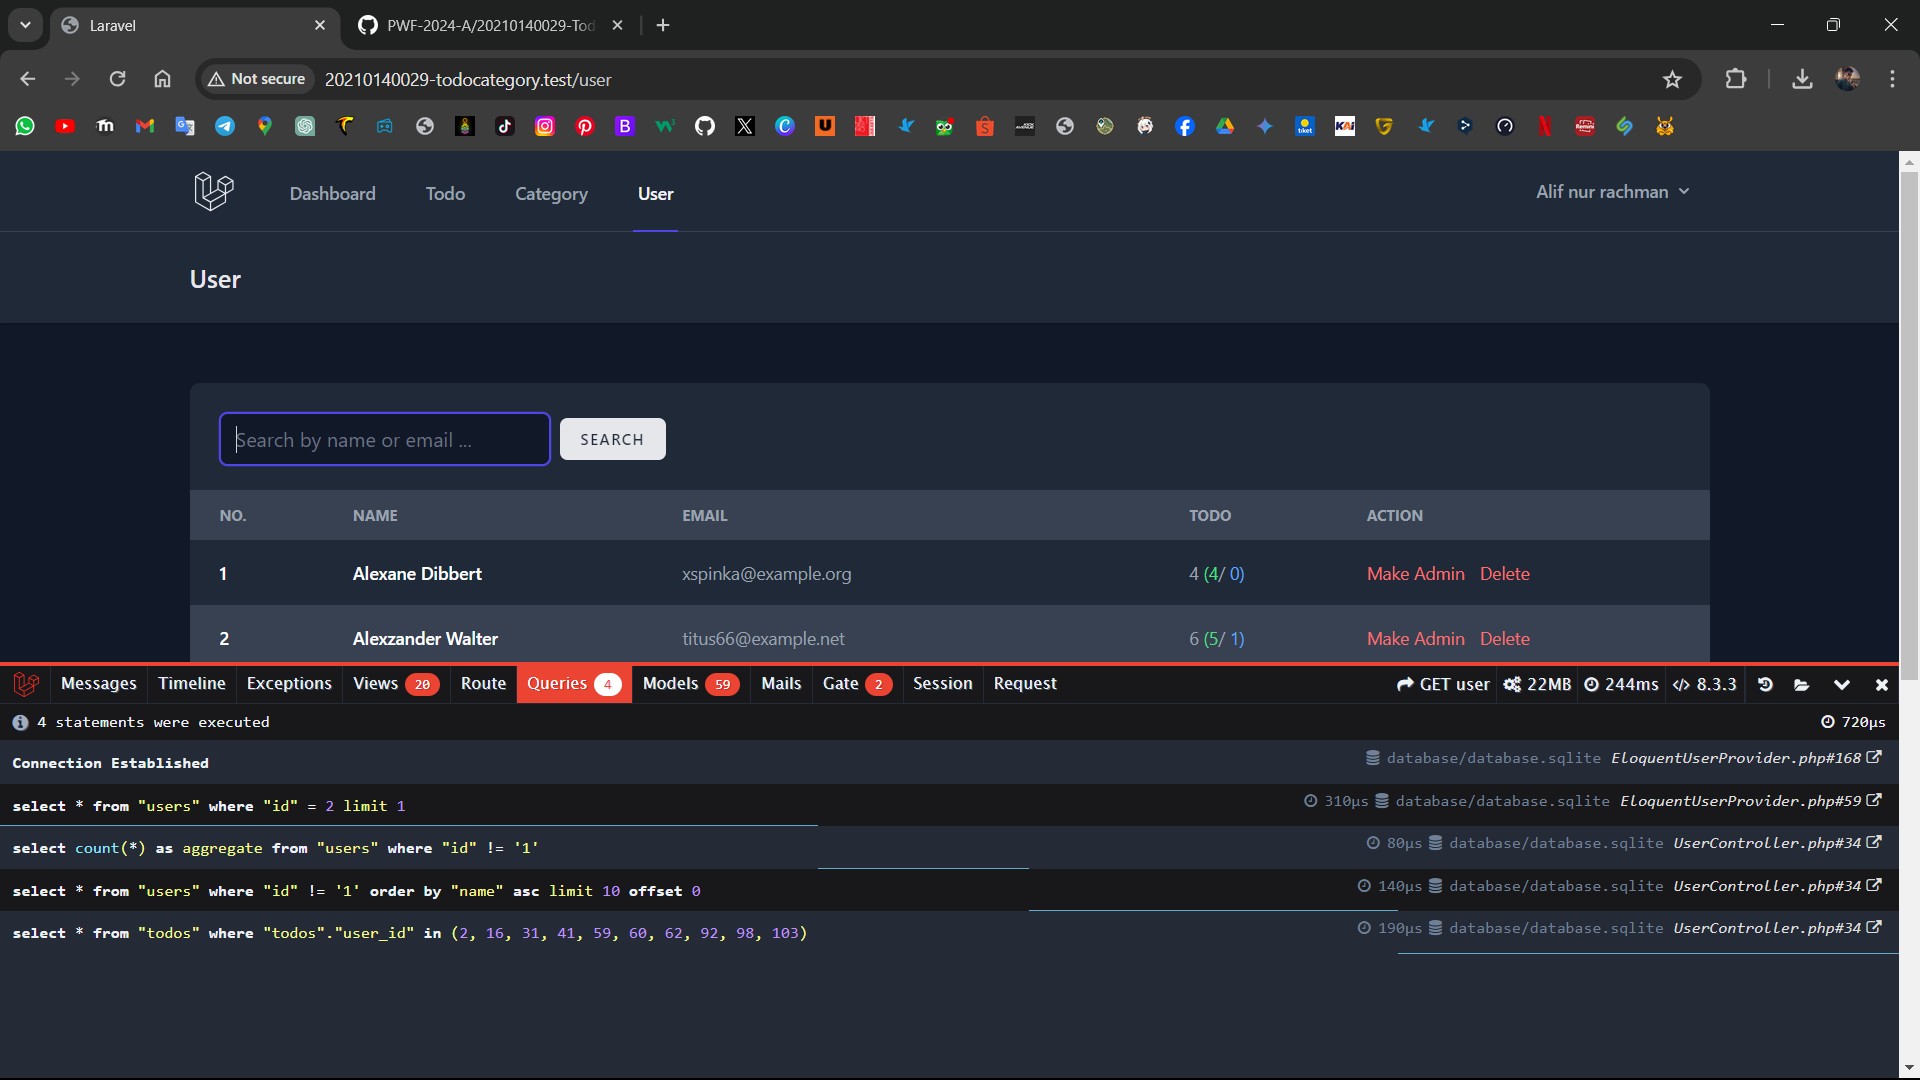 Laravel
PWF-2024-A/20210140029-Tod
Not secure
20210140029-todocategory.test/user
Dashboard
Todo
Category
User
Alif nur rachman
User
Search by name or email ...
SEARCH
NO. NAME EMAIL TODO ACTION
1 Alexane Dibbert xspinka@example.org 4 (4/ 0) Make Admin Delete
2 Alexzander Walter titus66@example.net 6 (5/ 1) Make Admin Delete
Messages Timeline Exceptions Views 20 Route Queries 4 Models 59 Mails Gate 2 Session Request GET user 22MB 244ms 8.3.3
4 statements were executed 720μs
Connection Established database/database.sqlite EloquentUserProvider.php#168
select * from "users" where "id" = 2 limit 1 310μs database/database.sqlite EloquentUserProvider.php#59
select count(*) as aggregate from "users" where "id" != '1' 80μs database/database.sqlite UserController.php#34
select * from "users" where "id" != '1' order by "name" asc limit 10 offset 0 140μs database/database.sqlite UserController.php#34
select * from "todos" where "todos"."user_id" in (2, 16, 31, 41, 59, 60, 62, 92, 98, 103) 190μs database/database.sqlite UserController.php#34